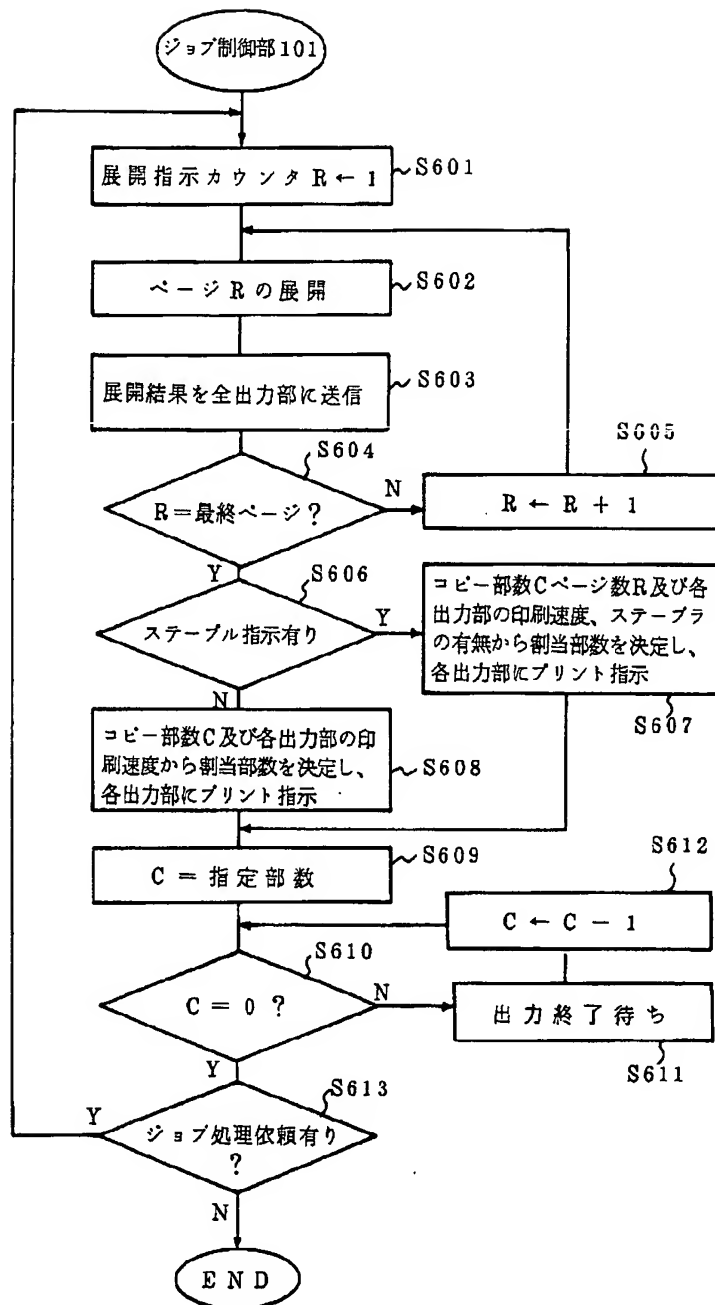 ジョブ制御部101
展開指示カウンタR←1
S601
ページRの展開
S602
展開結果を全出力部に送信
S603
S604
R=最終ページ?
N
S605
R←R+1
Y
S606
ステープル指示有り
Y
コピー部数Cページ数R及び各
出力部の印刷速度、ステープラ
の有無から割当部数を決定し、
各出力部にプリント指示
S607
N
コピー部数C及び各出力部の印
刷速度から割当部数を決定し、
各出力部にプリント指示
S608
C=指定部数
S609
S612
C←C-1
S610
C=0?
N
出力終了待ち
S611
Y
S613
Y
ジョブ処理依頼有り
?
N
END